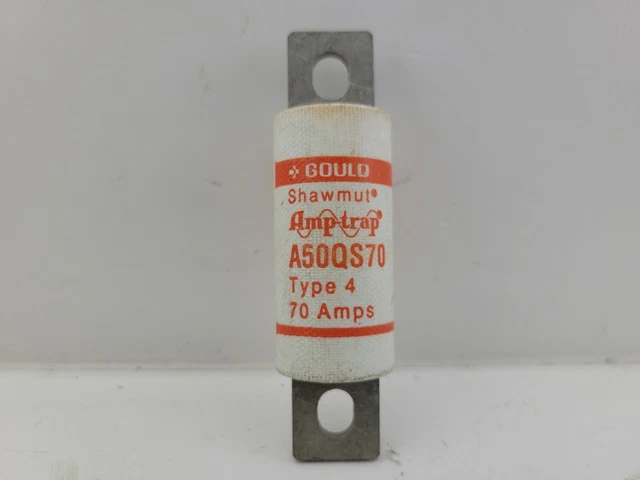 GOULD
Shawmut®
Amp-trap®
A50QS70
Type 4
70 Amps